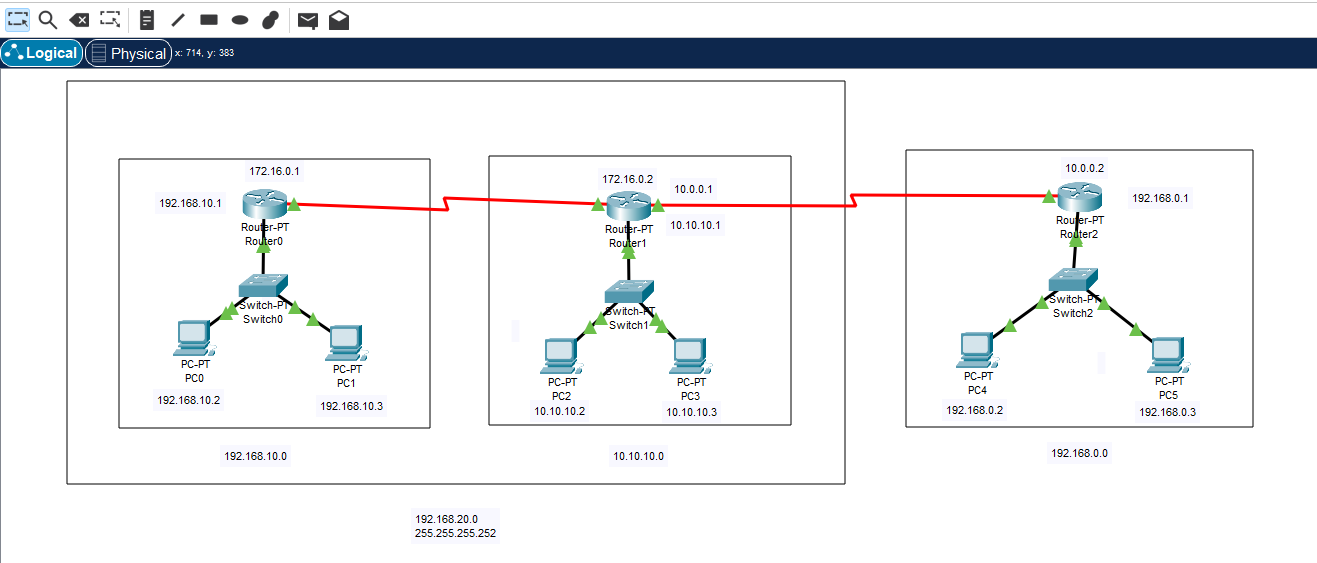 Logical
Physical
x: 714, y: 383
172.16.0.1
192.168.10.1
Router-PT
Router0
Switch-PT
Switch0
PC-PT
PC0
192.168.10.2
PC-PT
PC1
192.168.10.3
192.168.10.0
172.16.0.2
10.0.0.1
10.10.10.1
Router-PT
Router1
Switch-PT
Switch1
PC-PT
PC2
10.10.10.2
PC-PT
PC3
10.10.10.3
10.10.10.0
10.0.0.2
192.168.0.1
Router-PT
Router2
Switch-PT
Switch2
PC-PT
PC4
192.168.0.2
PC-PT
PC5
192.168.0.3
192.168.0.0
192.168.20.0
255.255.255.252